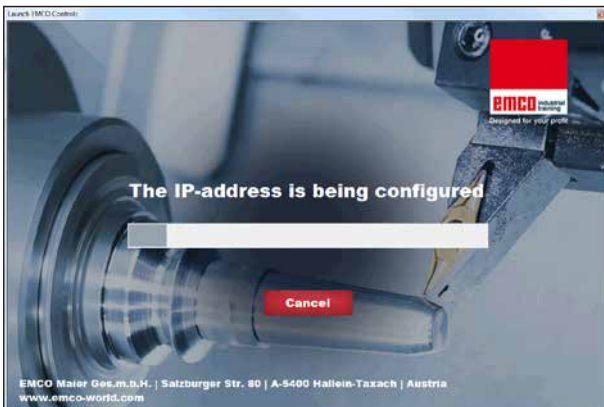 Launch EMCO Controls
emco industrial
training
Designed for your profit
The IP-address is being configured
Cancel
EMCO Maier Ges.m.b.H. | Salzburger Str. 80 | A-5400 Hallein-Taxach | Austria
www.emco-world.com